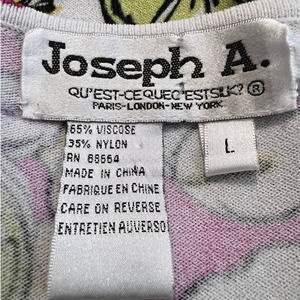 Joseph A.
QU'EST-CE QUE C'EST SILK? ®
PARIS-LONDON-NEW YORK
65% VISCOSE
35% NYLON
RN 88664
MADE IN CHINA
FABRIQUE EN CHINE
CARE ON REVERSE
ENTRETIEN AUVERSO
L